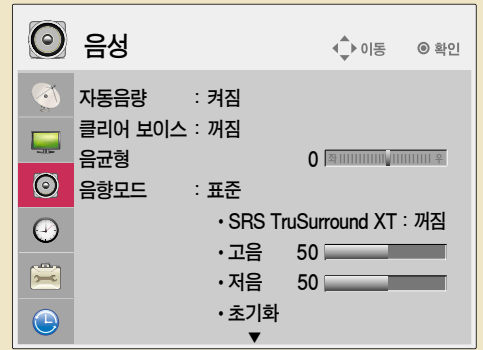 음성 이동 ◉ 확인
자동음량 : 켜짐
클리어 보이스 : 꺼짐
음균형 0 좌 우
음향모드 : 표준
• SRS TruSurround XT : 꺼짐
• 고음 50
• 저음 50
• 초기화
▼